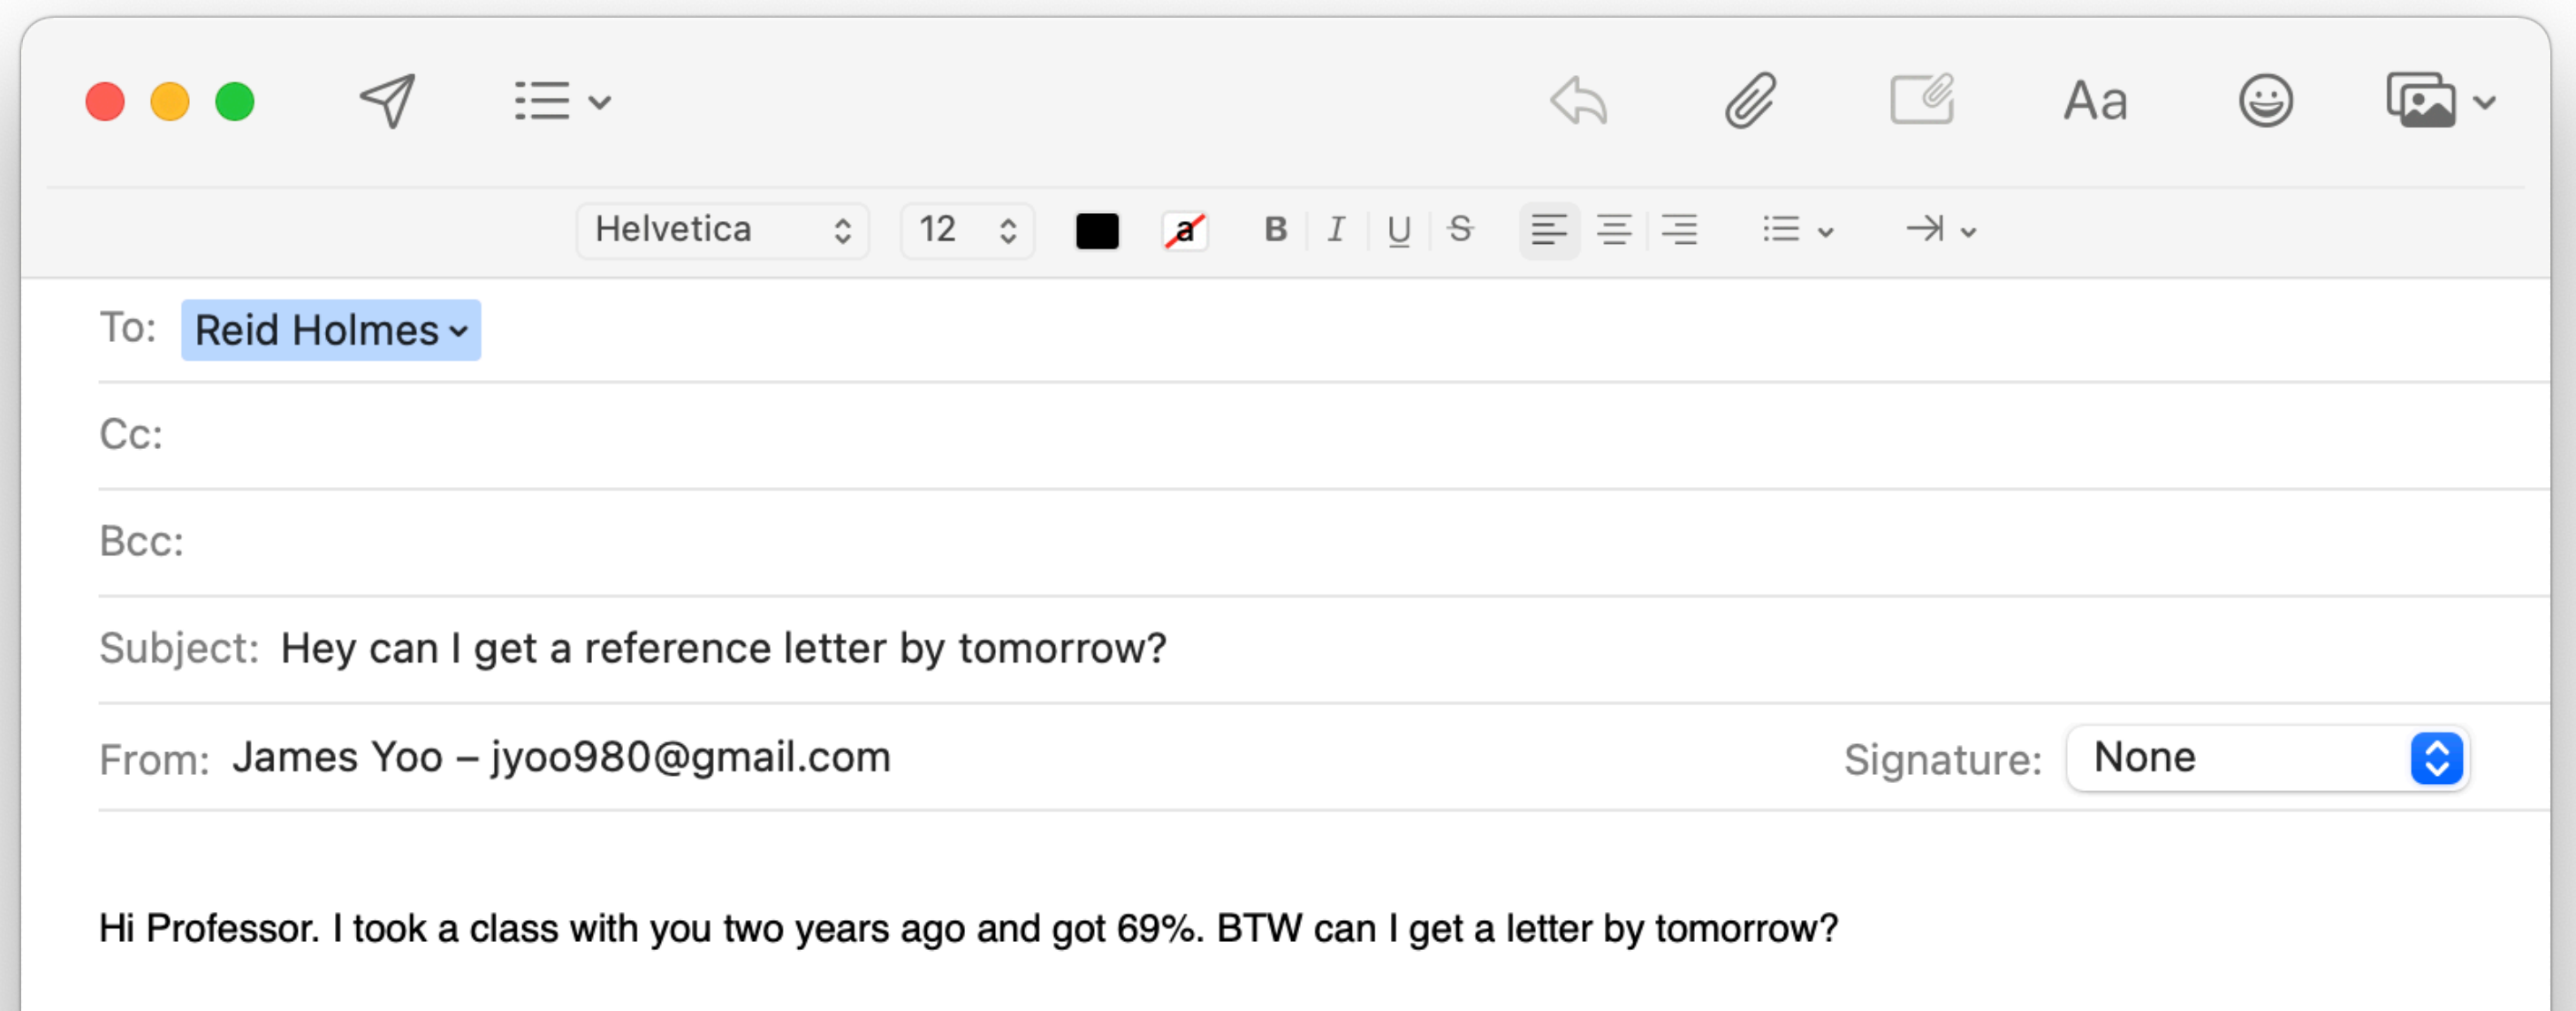 Helvetica 12 a B I U S
Aa
To: Reid Holmes
Cc:
Bcc:
Subject: Hey can I get a reference letter by tomorrow?
From: James Yoo – jyoo980@gmail.com Signature: None
Hi Professor. I took a class with you two years ago and got 69%. BTW can I get a letter by tomorrow?